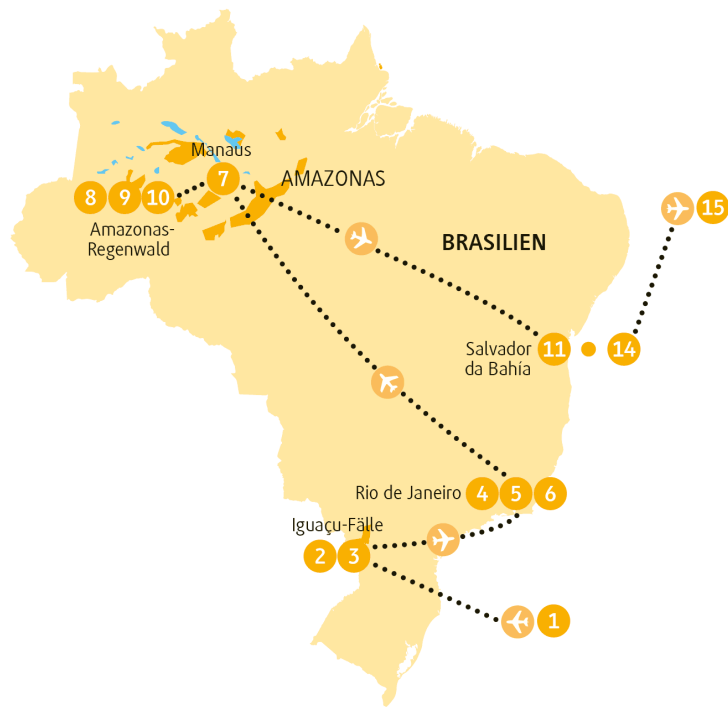 Manaus
7
AMAZONAS
8 9 10
Amazonas-
Regenwald
15
BRASILIEN
Salvador
da Bahía
11
14
Rio de Janeiro
4 5 6
Iguaçu-Fälle
2 3
1